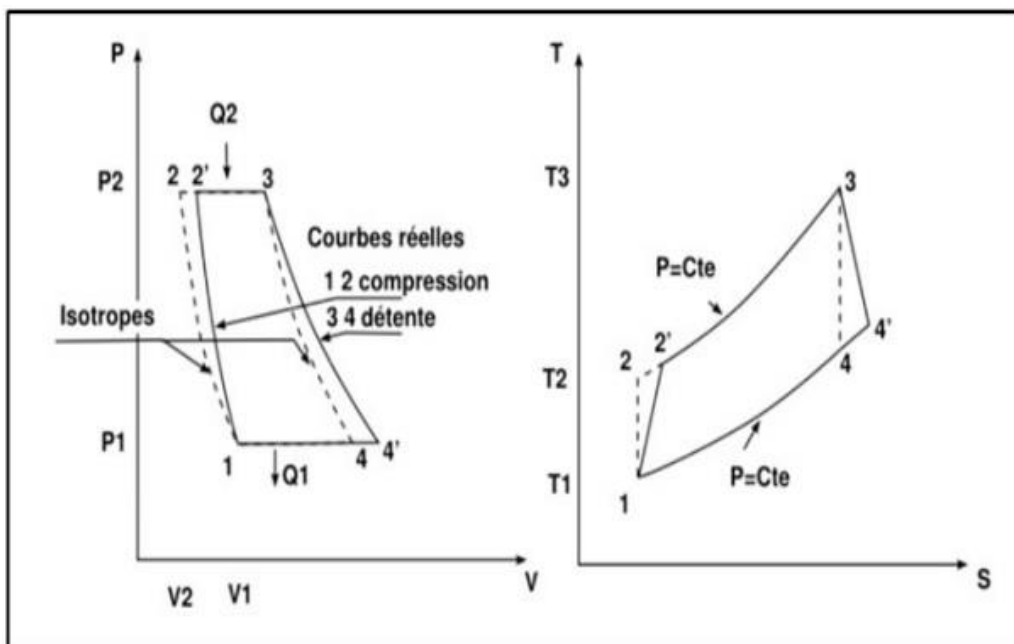 P
Q2
P2
2 2' 3
Courbes réelles
1 2 compression
3 4 détente
Isotropes
P1
1
Q1
4 4'
V
V2 V1
T
T3
3
P=Cte
2 2'
4'
T2
4
T1
P=Cte
1
S